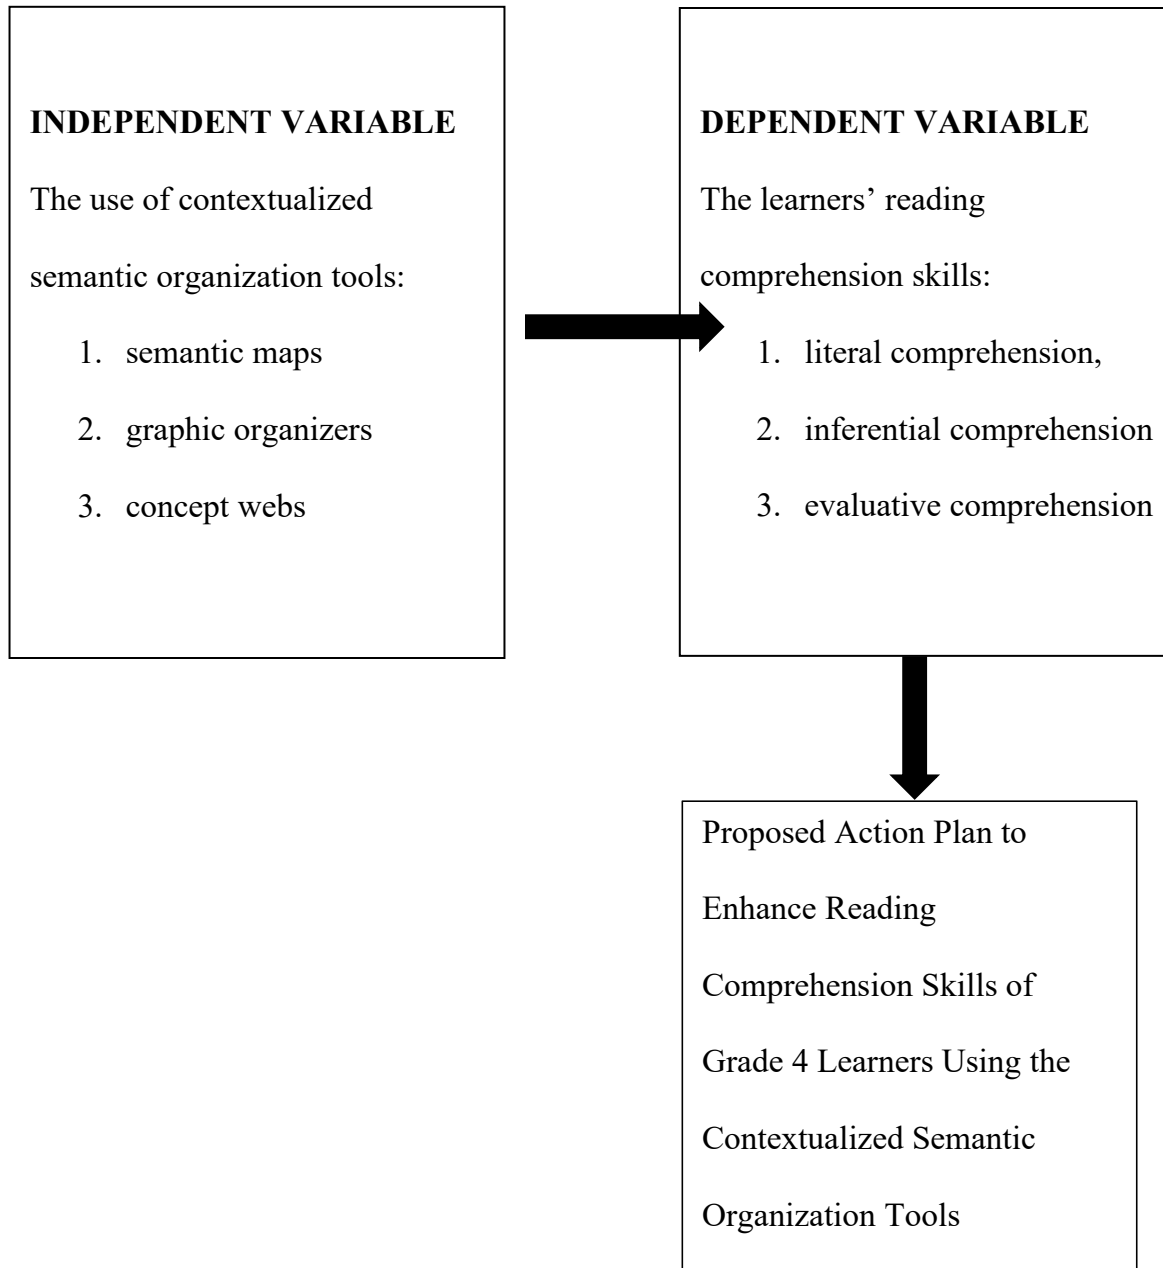 INDEPENDENT VARIABLE
The use of contextualized
semantic organization tools:
1. semantic maps
2. graphic organizers
3. concept webs
DEPENDENT VARIABLE
The learners’ reading
comprehension skills:
1. literal comprehension,
2. inferential comprehension
3. evaluative comprehension
Proposed Action Plan to
Enhance Reading
Comprehension Skills of
Grade 4 Learners Using the
Contextualized Semantic
Organization Tools